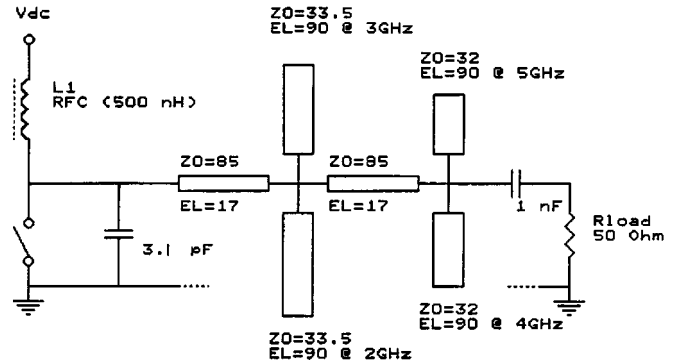 Vdc
ZO=33.5
EL=90 @ 3GHz
ZO=32
EL=90 @ 5GHz
L1
RFC (500 nH)
ZO=85
ZO=85
EL=17
EL=17
1 nF
3.1 pF
Rload
50 Ohm
ZO=33.5
EL=90 @ 2GHz
ZO=32
EL=90 @ 4GHz